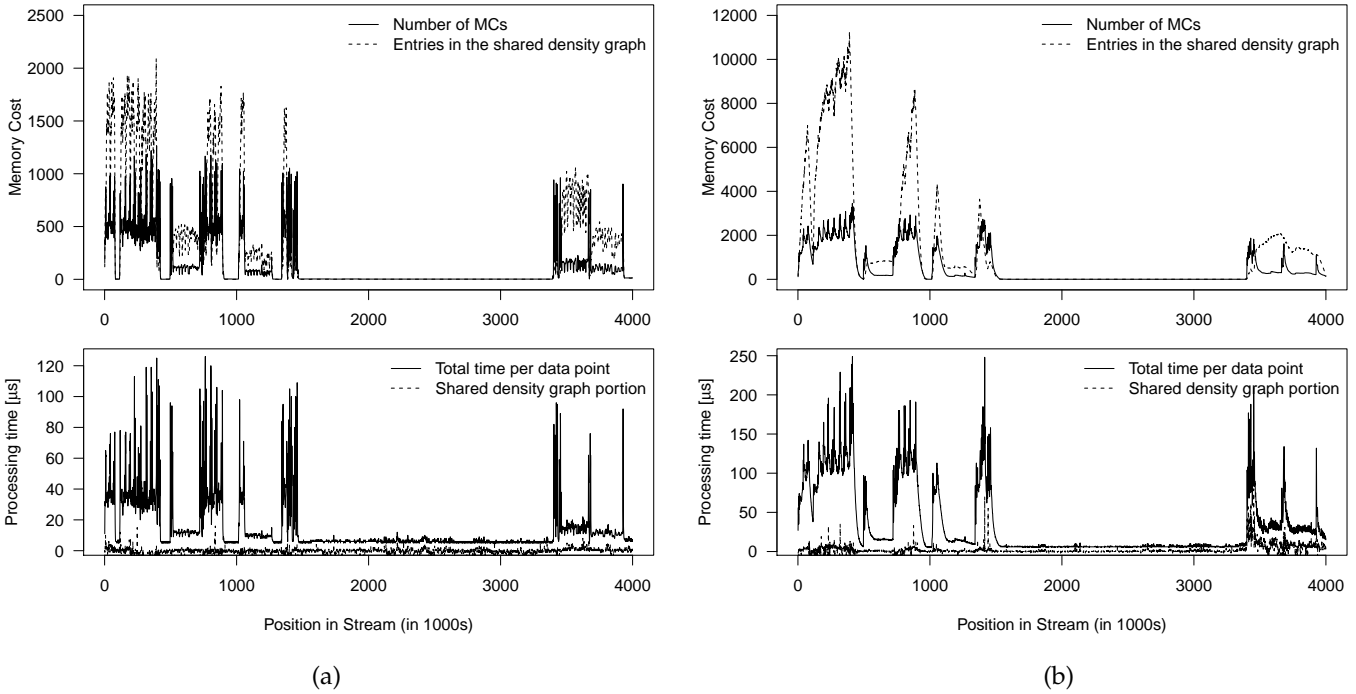 Number of MCs
Entries in the shared density graph
Memory Cost
2500
2000
1500
1000
500
0
0 1000 2000 3000 4000
Total time per data point
Shared density graph portion
Processing time [µs]
120
100
80
60
40
20
0
0 1000 2000 3000 4000
Position in Stream (in 1000s)
(a)
Number of MCs
Entries in the shared density graph
Memory Cost
12000
10000
8000
6000
4000
2000
0
0 1000 2000 3000 4000
Total time per data point
Shared density graph portion
Processing time [µs]
250
200
150
100
50
0
0 1000 2000 3000 4000
Position in Stream (in 1000s)
(b)